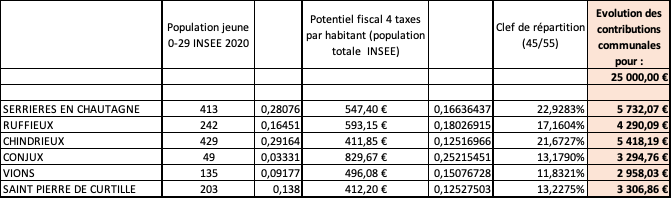 Population jeune 0-29 INSEE 2020 Potentiel fiscal 4 taxes par habitant (population totale INSEE) Clef de répartition (45/55) Evolution des contributions communales pour :
25 000,00 €
SERRIERES EN CHAUTAGNE 413 0,28076 547,40 € 0,16636437 22,9283% 5 732,07 €
RUFFIEUX 242 0,16451 593,15 € 0,18026915 17,1604% 4 290,09 €
CHINDRIEUX 429 0,29164 411,85 € 0,12516966 21,6727% 5 418,19 €
CONJUX 49 0,03331 829,67 € 0,25215451 13,1790% 3 294,76 €
VIONS 135 0,09177 496,08 € 0,15076728 11,8321% 2 958,03 €
SAINT PIERRE DE CURTILLE 203 0,138 412,20 € 0,12527503 13,2275% 3 306,86 €